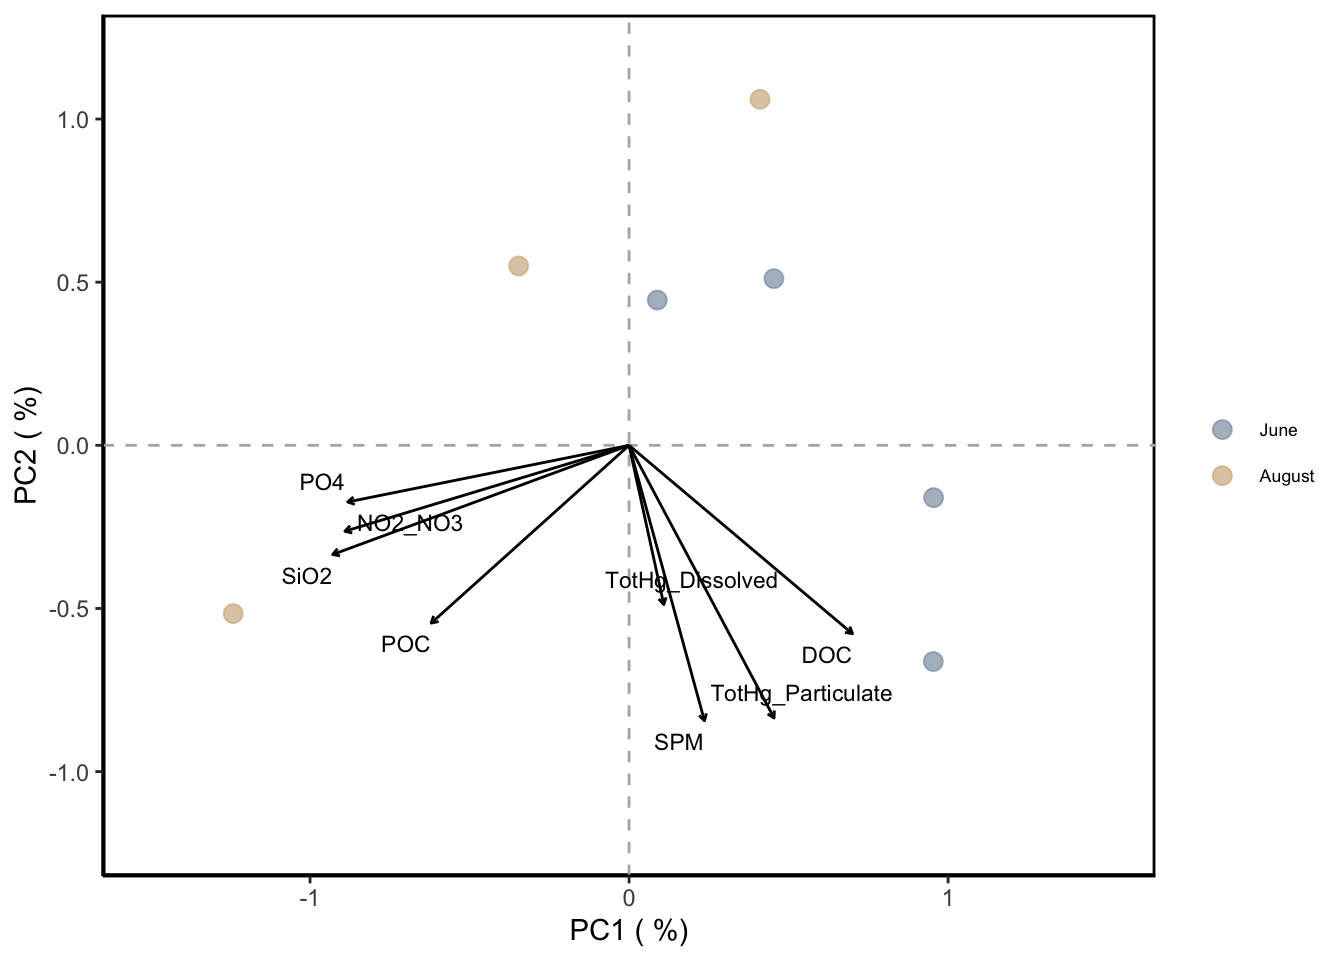 1.0
0.5
0.0
-0.5
-1.0
PC2 ( %)
PO4
NO2_NO3
SiO2
POC
TotHg_Dissolved
DOC
TotHg_Particulate
SPM
-1
0
1
PC1 ( %)
June
August